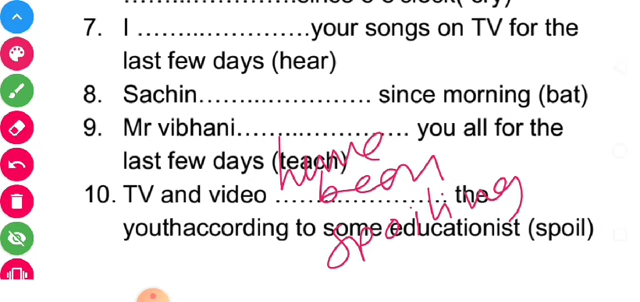 7. I ……...………….your songs on TV for the
last few days (hear)
8. Sachin……...…………. since morning (bat)
9. Mr vibhani……...…………. you all for the
last few days (teach)
have
been
10. TV and video ……...…………. the
spoiling
youthaccording to some educationist (spoil)